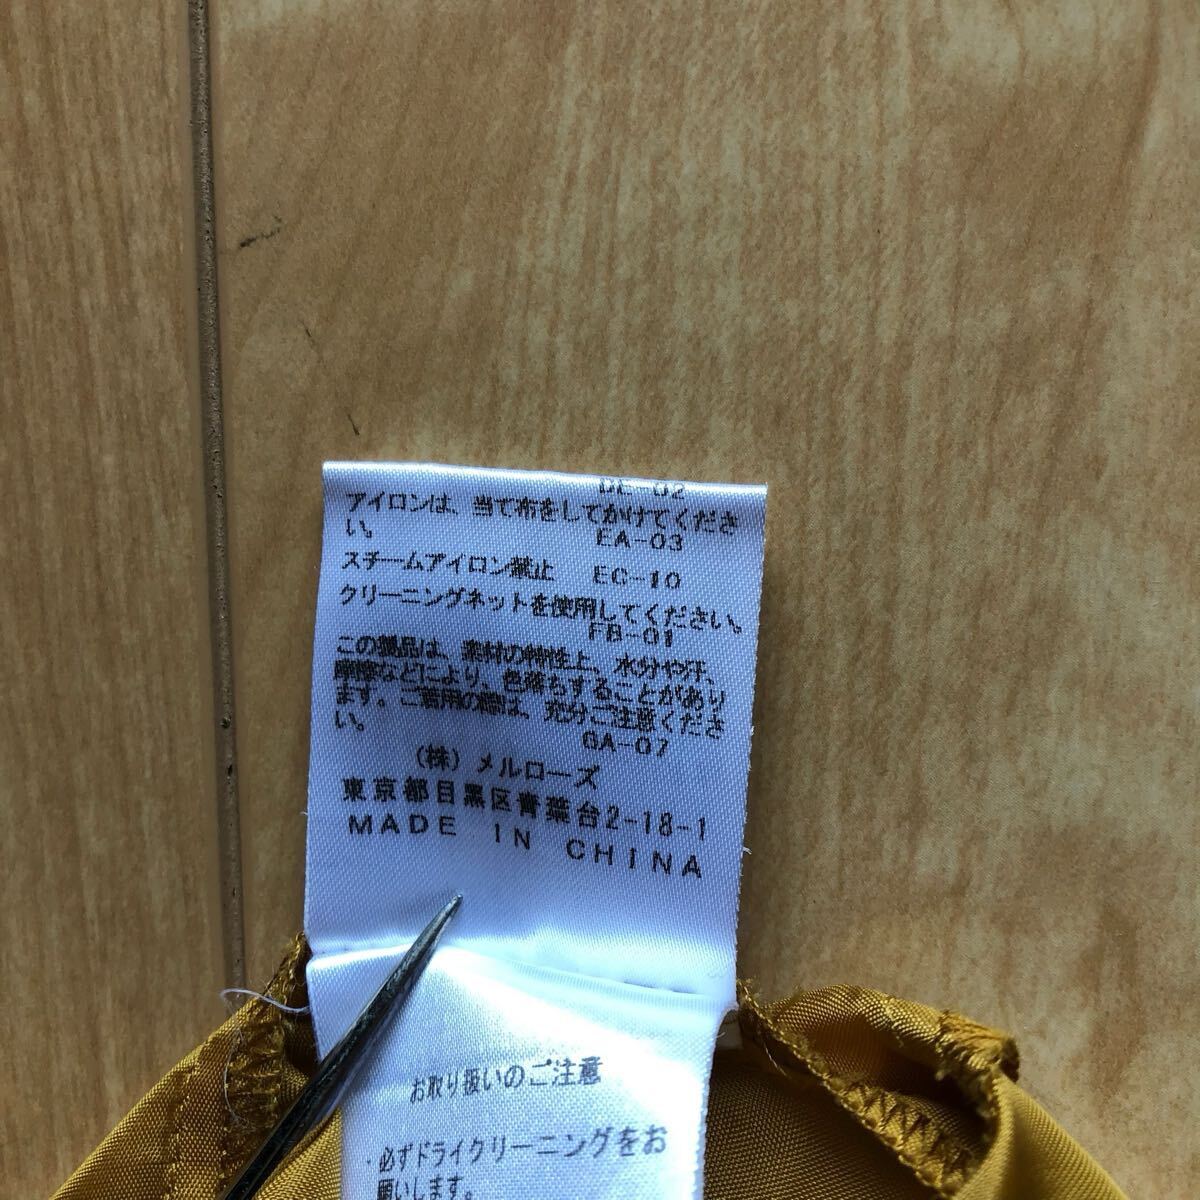 DE-02
アイロンは、当て布をしてかけてくださ
い。 EA-03
スチームアイロン禁止 EC-10
クリーニングネットを使用してください。
FB-01
この製品は、素材の特性上、水分や汗、
摩擦などにより、色落ちすることがあり
ます。ご着用の際は、充分ご注意くださ
い。 GA-07
(株)メルローズ
東京都目黒区青葉台2-18-1
MADE IN CHINA
お取り扱いのご注意
・必ずドライクリーニングをお
願いします。